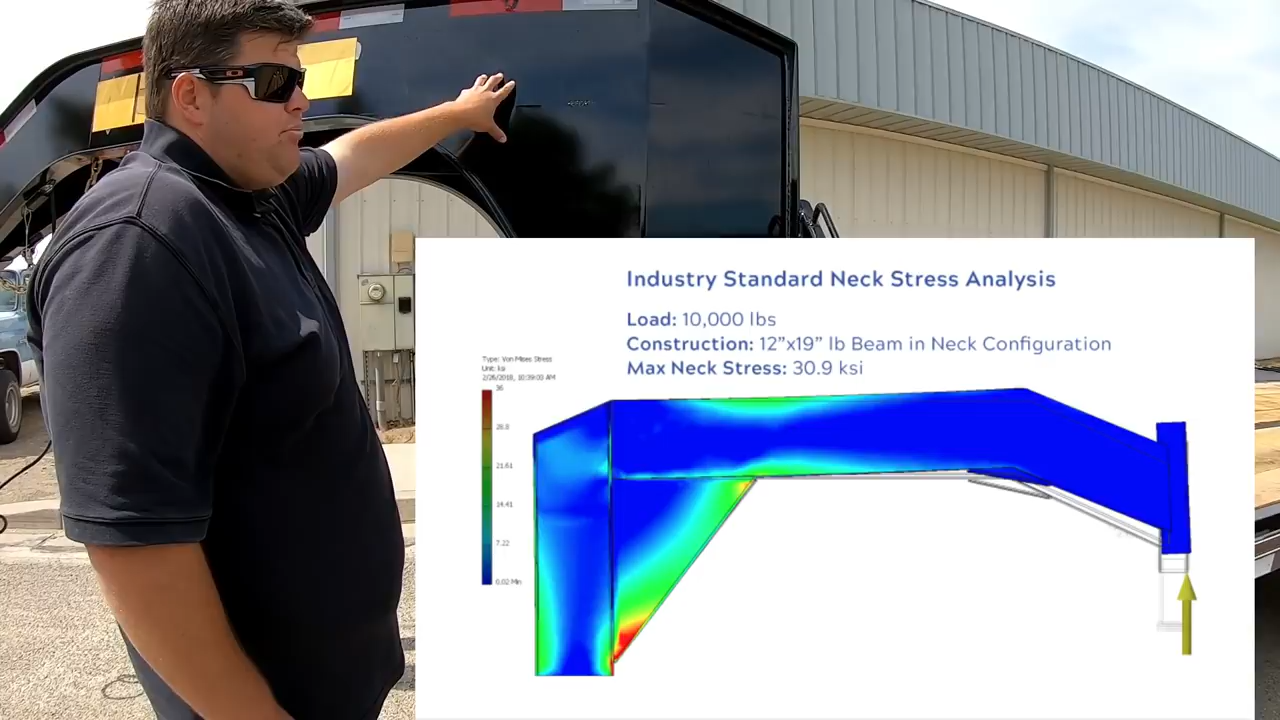 Industry Standard Neck Stress Analysis
Load: 10,000 lbs
Construction: 12”x19” lb Beam in Neck Configuration
Max Neck Stress: 30.9 ksi
Type: Von Mises Stress
Unit: ksi
2/26/2018, 10:39:03 AM
36
28.8
21.61
14.41
7.22
0.02 Min